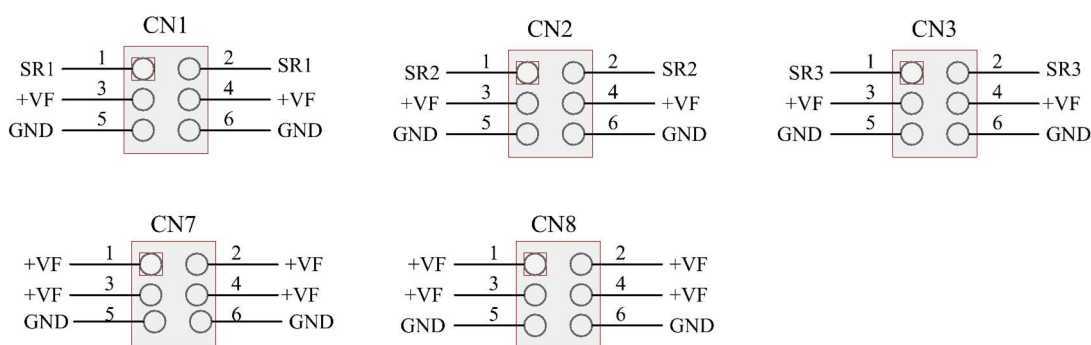 CN1 CN2 CN3
SR1 1 2 SR1 SR2 1 2 SR2 SR3 1 2 SR3
+VF 3 4 +VF +VF 3 4 +VF +VF 3 4 +VF
GND 5 6 GND GND 5 6 GND GND 5 6 GND
CN7 CN8
+VF 1 2 +VF +VF 1 2 +VF
+VF 3 4 +VF +VF 3 4 +VF
GND 5 6 GND GND 5 6 GND